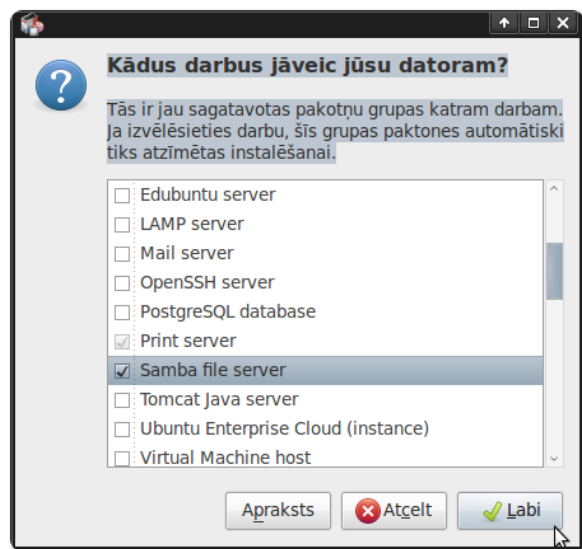 Kādus darbus jāveic jūsu datoram?
Tās ir jau sagatavotas pakotņu grupas katram darbam.
Ja izvēlēsieties darbu, šīs grupas paktones automātiski
tiks atzīmētas instalēšanai.
Edubuntu server
LAMP server
Mail server
OpenSSH server
PostgreSQL database
Print server
Samba file server
Tomcat Java server
Ubuntu Enterprise Cloud (instance)
Virtual Machine host
Apraksts
Atcelt
Labi